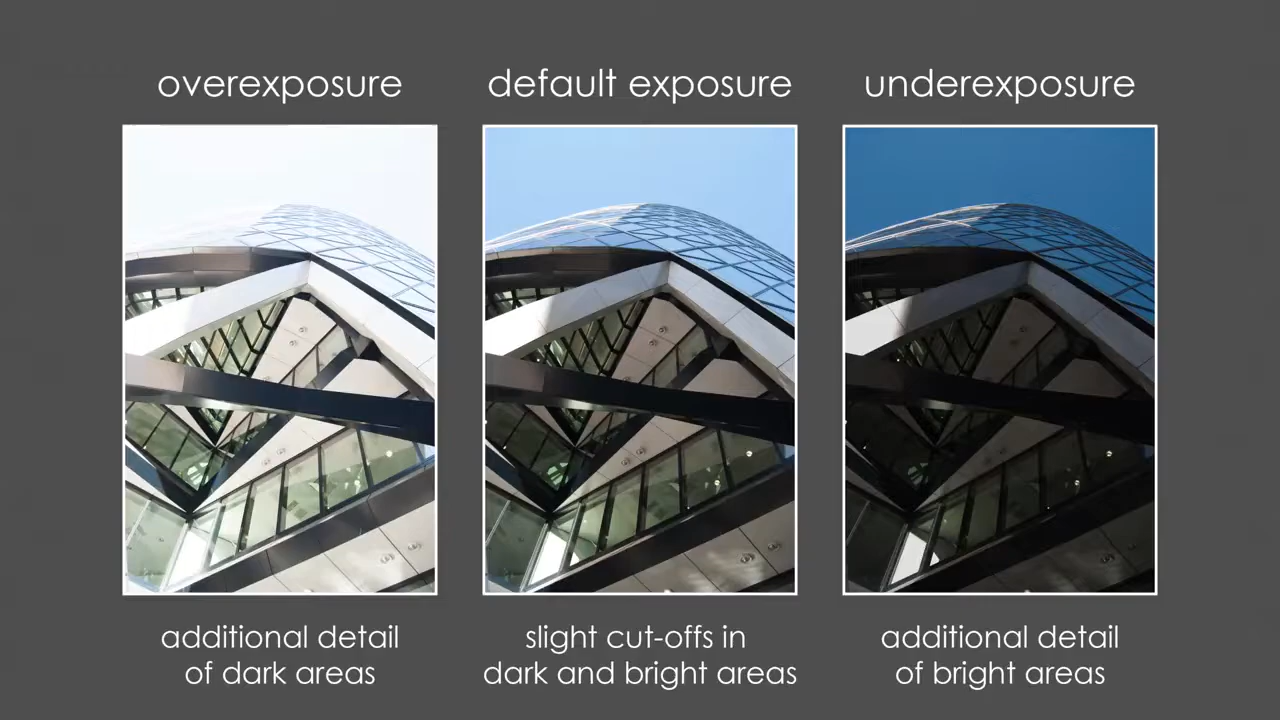 overexposure
default exposure
underexposure
additional detail
of dark areas
slight cut-offs in
dark and bright areas
additional detail
of bright areas